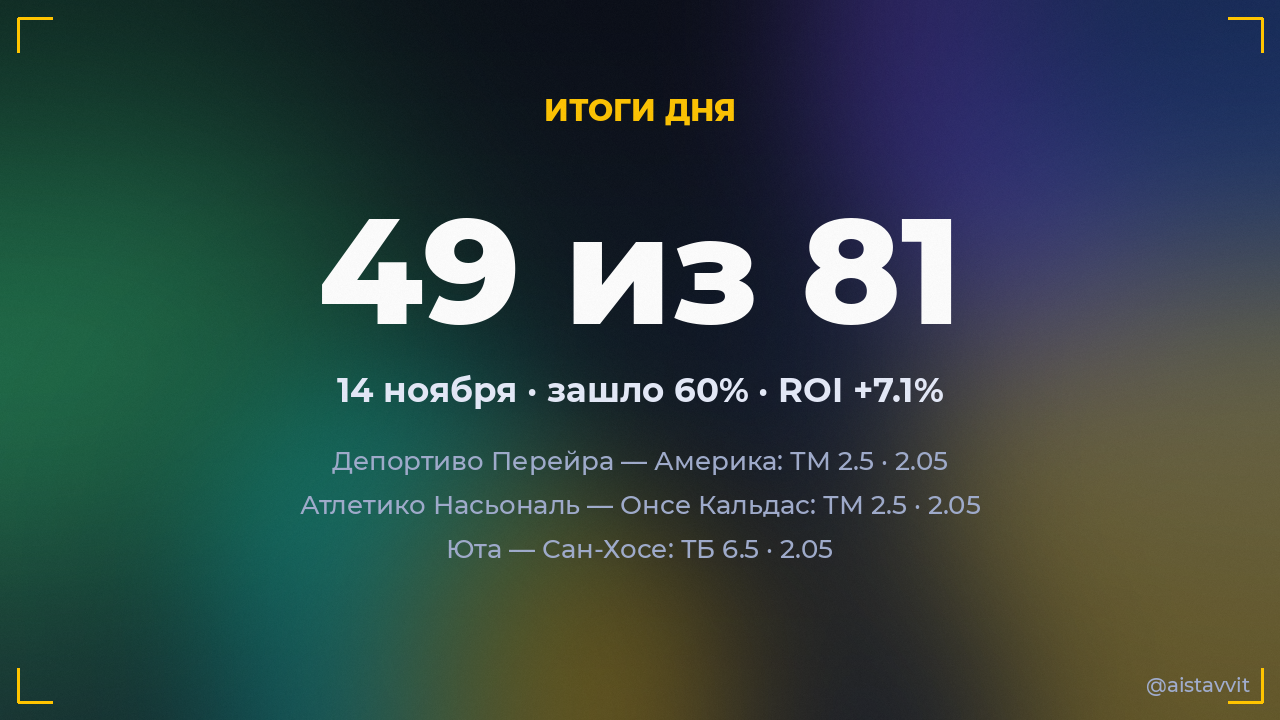 ИТОГИ ДНЯ
49 из 81
14 ноября · зашло 60% · ROI +7.1%
Депортиво Перейра — Америка: ТМ 2.5 · 2.05
Атлетико Насьональ — Онсе Кальдас: ТМ 2.5 · 2.05
Юта — Сан-Хосе: ТБ 6.5 · 2.05
@aistavvit